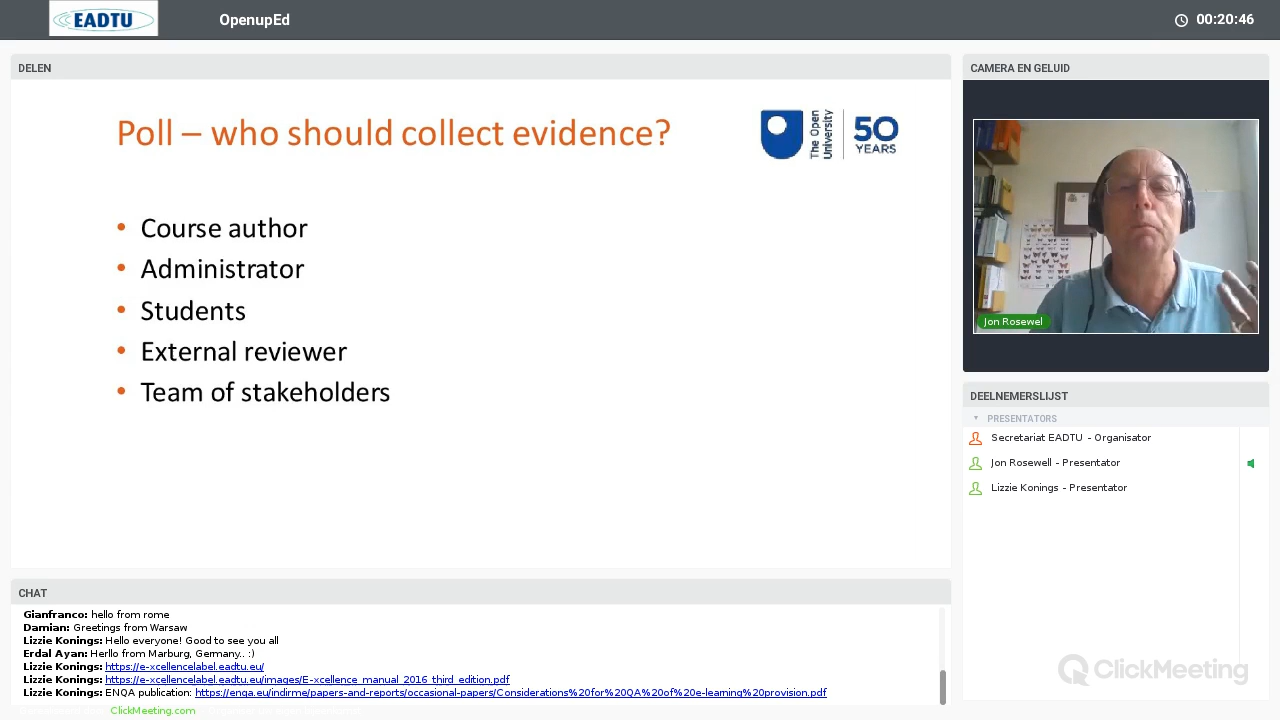 EADTU
OpenupEd
00:20:46
DELEN
Poll – who should collect evidence?
The Open University
50 YEARS
• Course author
• Administrator
• Students
• External reviewer
• Team of stakeholders
CAMERA EN GELUID
Jon Rosewel
DEELNEMERSLIJST
PRESENTATORS
Secretariat EADTU - Organisator
Jon Rosewell - Presentator
Lizzie Konings - Presentator
CHAT
Gianfranco: hello from rome
Damian: Greetings from Warsaw
Lizzie Konings: Hello everyone! Good to see you all
Erdal Ayan: Herllo from Marburg, Germany.. :)
Lizzie Konings: https://e-xcellencelabel.eadtu.eu/
Lizzie Konings: https://e-xcellencelabel.eadtu.eu/images/E-xcellence_manual_2016_third_edition.pdf
Lizzie Konings: ENQA publication: https://enqa.eu/indirme/papers-and-reports/occasional-papers/Considerations%20for%20QA%20of%20e-learning%20provision.pdf
ClickMeeting.com
ClickMeeting